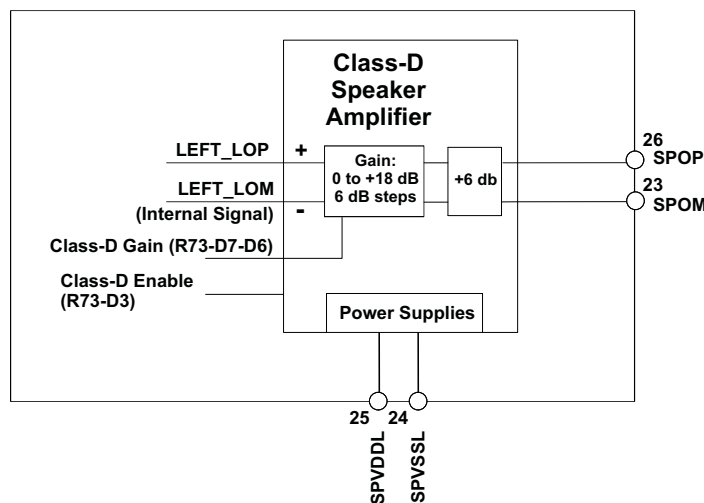 Class-D
Speaker
Amplifier
LEFT_LOP
+
Gain:
0 to +18 dB
6 dB steps
+6 db
26
SPOP
LEFT_LOM
-
23
SPOM
(Internal Signal)
Class-D Gain (R73-D7-D6)
Class-D Enable
(R73-D3)
Power Supplies
25
24
SPVDDL
SPVSSL